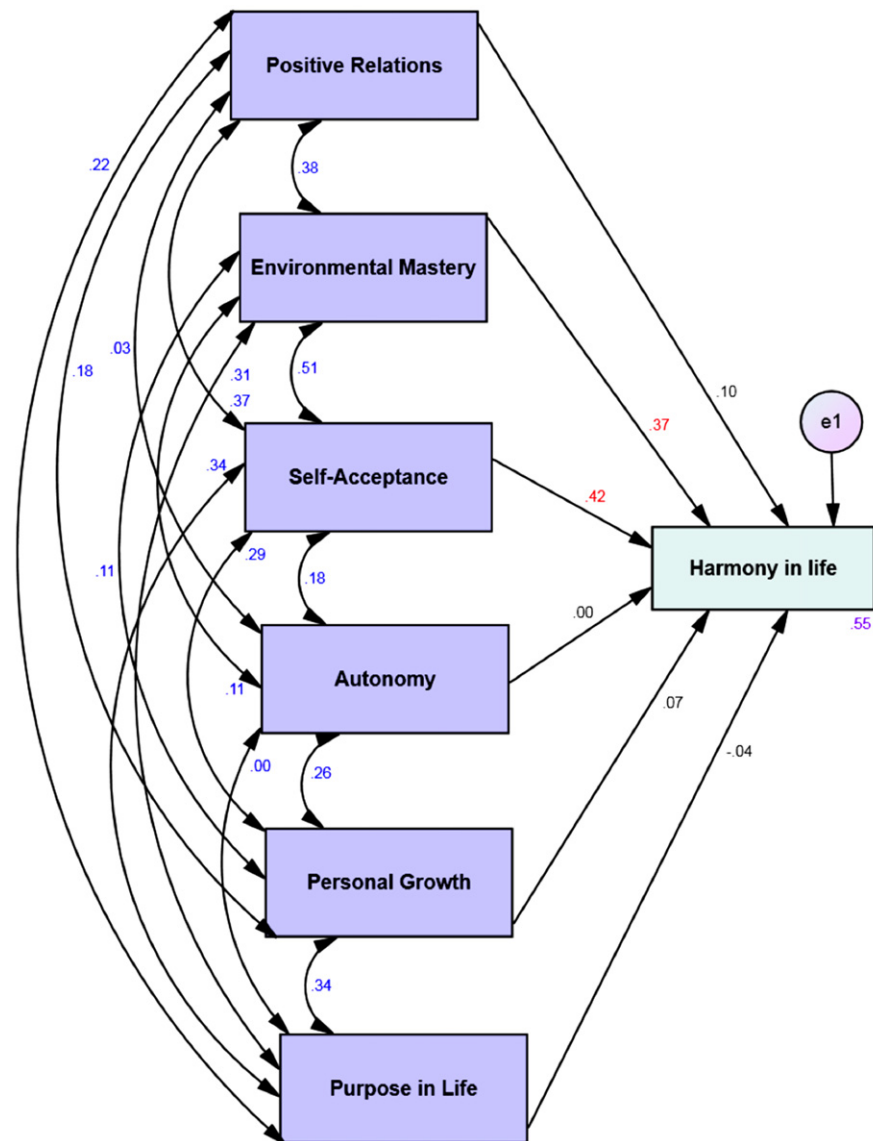 Positive Relations
.22
.38
Environmental Mastery
.18
.03
.31
.51
.37
.10
.37
e1
.34
Self-Acceptance
.42
.29
.11
.18
Harmony in life
.55
.00
Autonomy
.11
.00
.26
.07
-.04
Personal Growth
.34
Purpose in Life